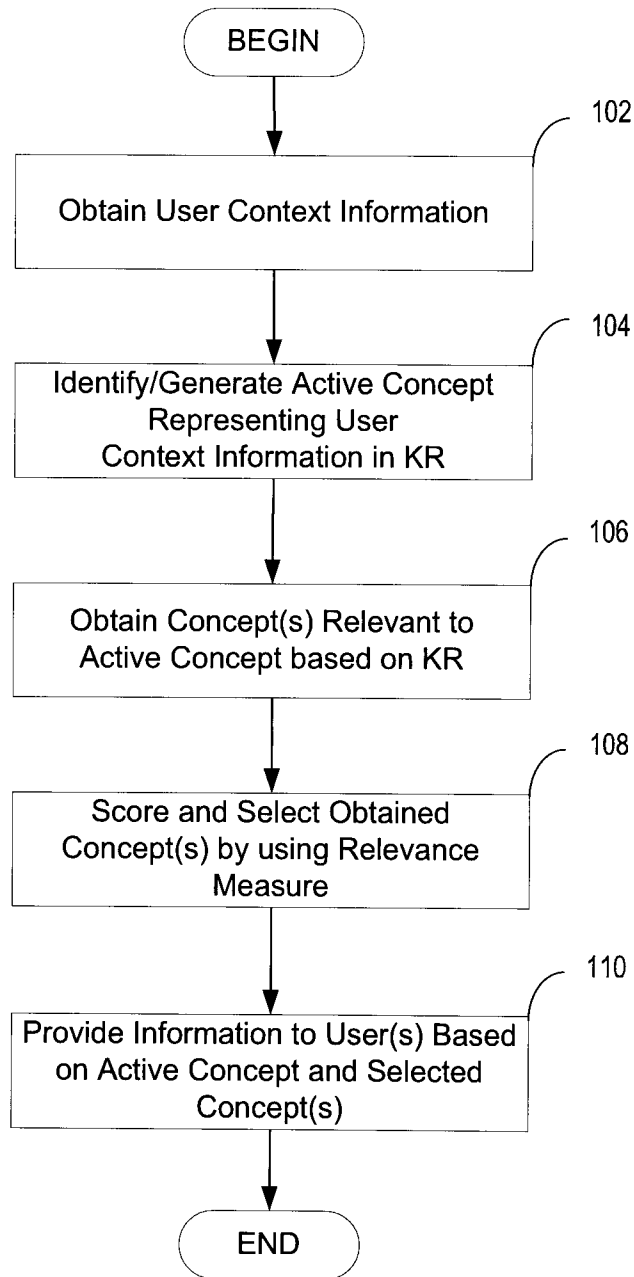 BEGIN
102
Obtain User Context Information
104
Identify/Generate Active Concept
Representing User
Context Information in KR
106
Obtain Concept(s) Relevant to
Active Concept based on KR
108
Score and Select Obtained
Concept(s) by using Relevance
Measure
110
Provide Information to User(s) Based
on Active Concept and Selected
Concept(s)
END